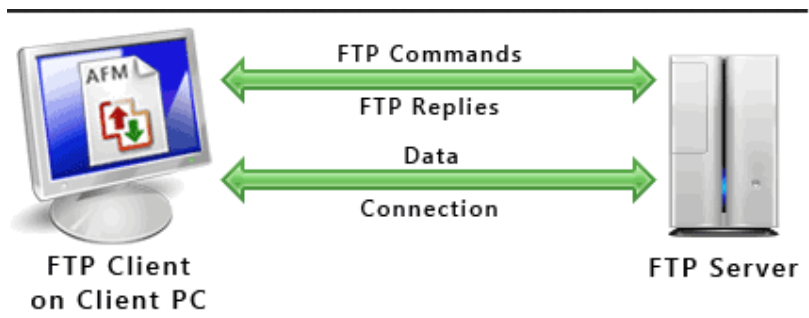 AFM
FTP Commands
FTP Replies
Data
Connection
FTP Client
on Client PC
FTP Server